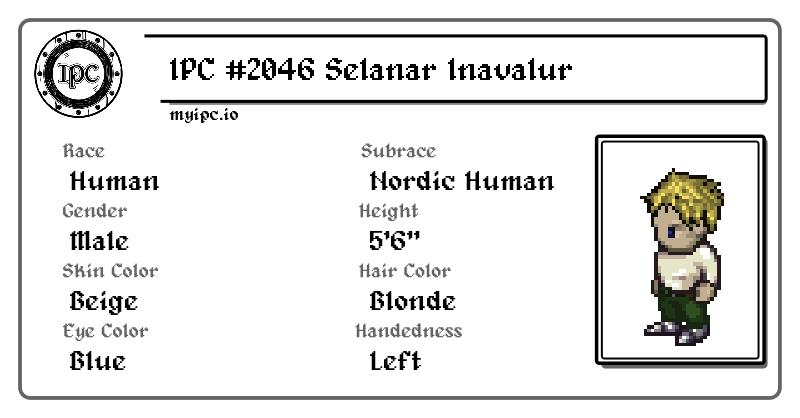 IPC
IPC #2046 Selanar Inavalur
myipc.io
Race
Subrace
Human
Nordic Human
Gender
Height
Male
5'6"
Skin Color
Hair Color
Beige
Blonde
Eye Color
Handedness
Blue
Left